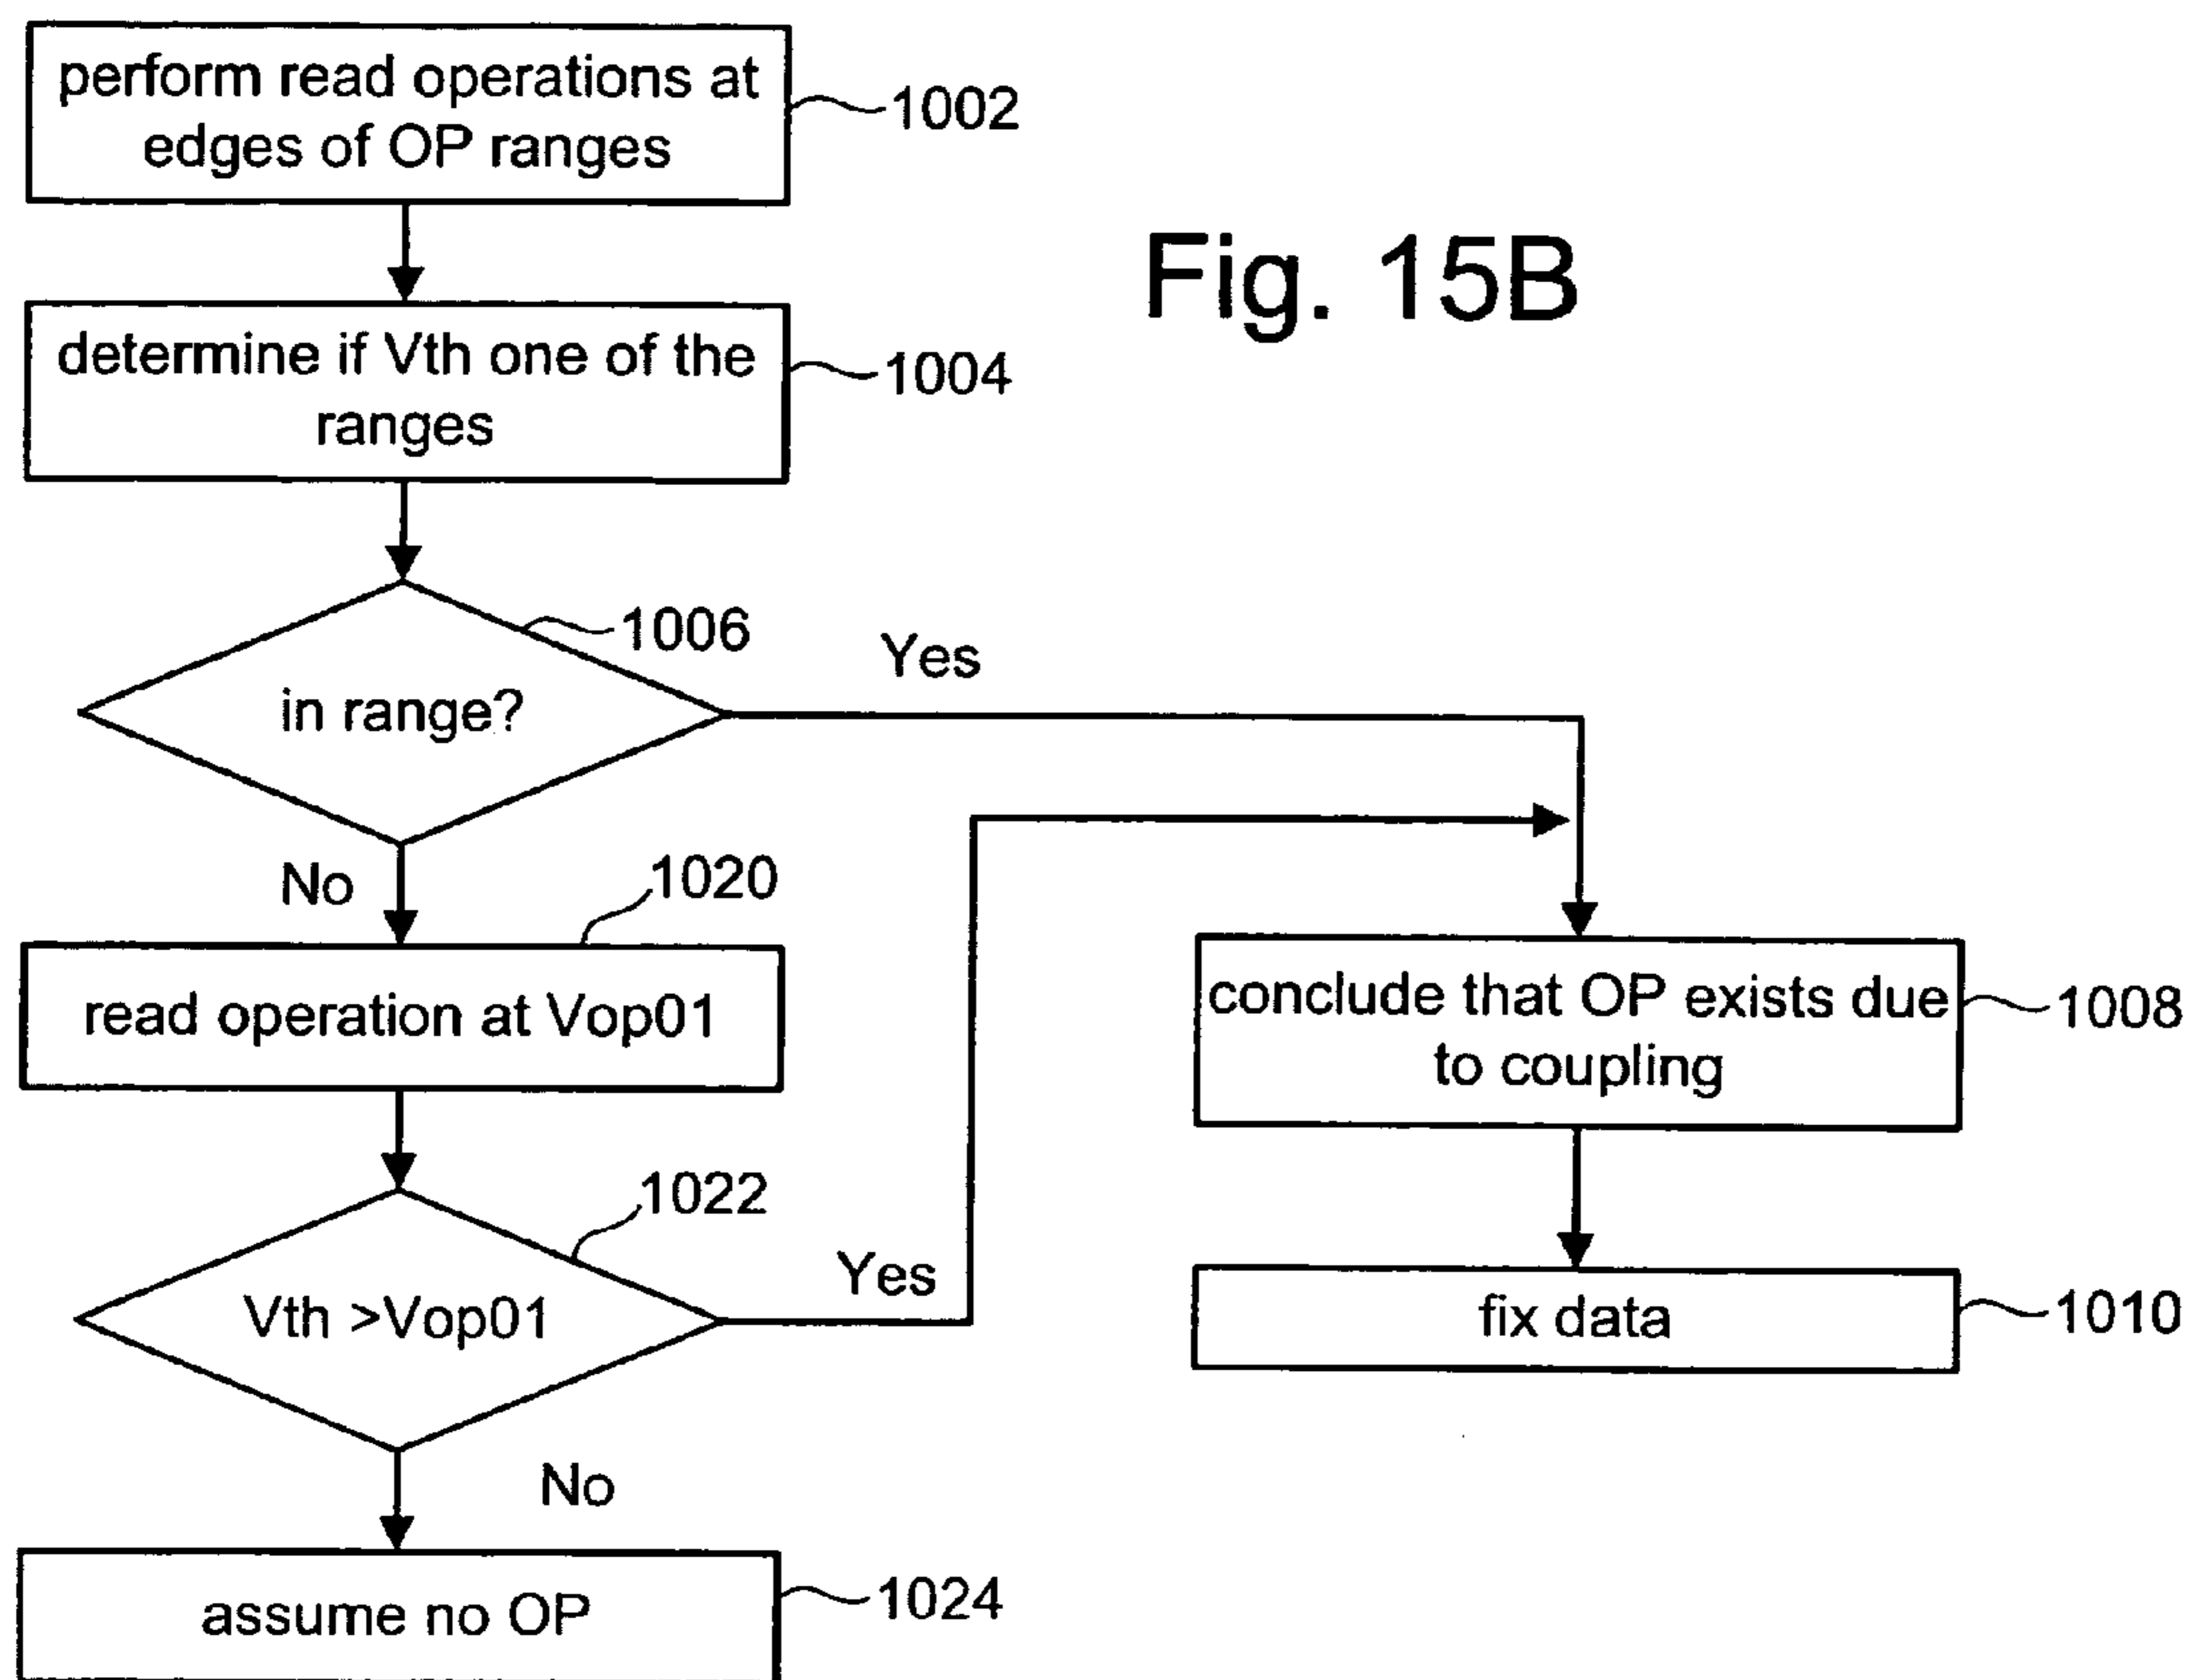 perform read operations at
edges of OP ranges
1002
Fig. 15B
determine if Vth one of the
ranges
1004
1006
in range?
Yes
No
1020
read operation at Vop01
conclude that OP exists due
to coupling
1008
1022
Vth >Vop01
Yes
fix data
1010
No
assume no OP
1024